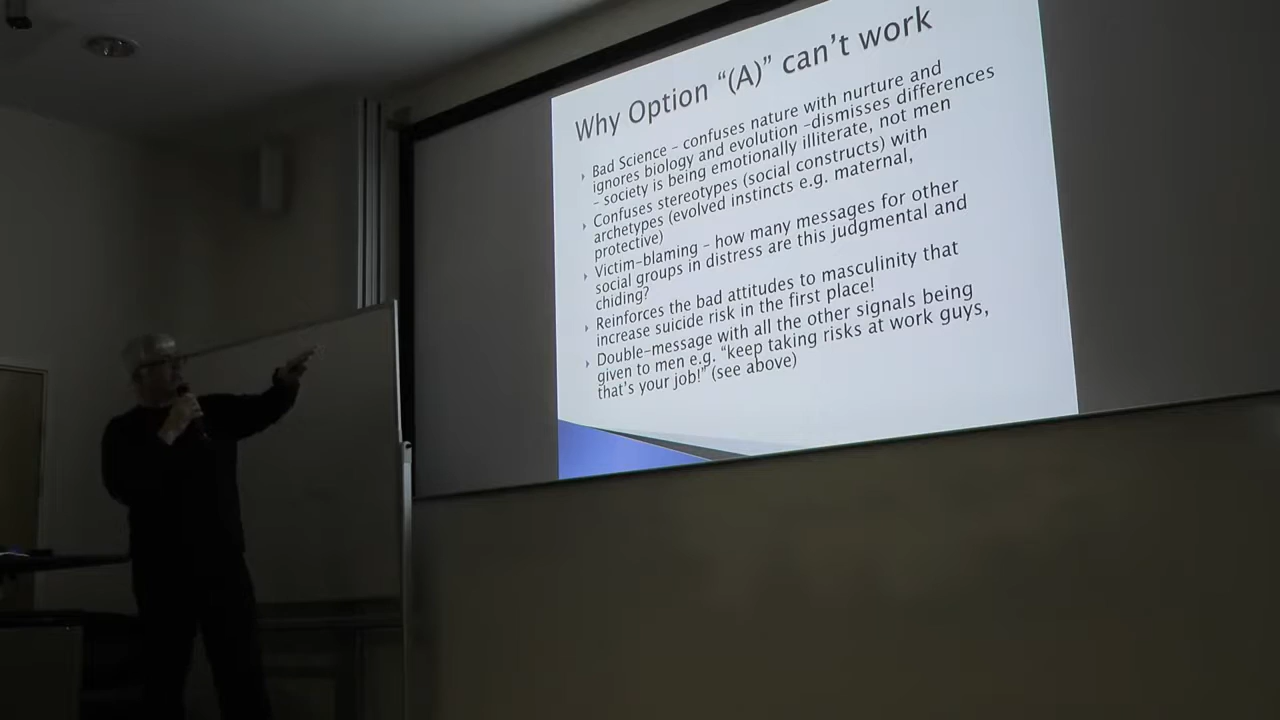 Why Option “(A)” can’t work
Bad Science – confuses nature with nurture and
ignores biology and evolution –dismisses differences
– society is being emotionally illiterate, not men
Confuses stereotypes (social constructs) with
archetypes (evolved instincts e.g. maternal,
protective)
Victim-blaming – how many messages for other
social groups in distress are this judgmental and
chiding?
Reinforces the bad attitudes to masculinity that
increase suicide risk in the first place!
Double-message with all the other signals being
given to men e.g. “keep taking risks at work guys,
that’s your job!” (see above)